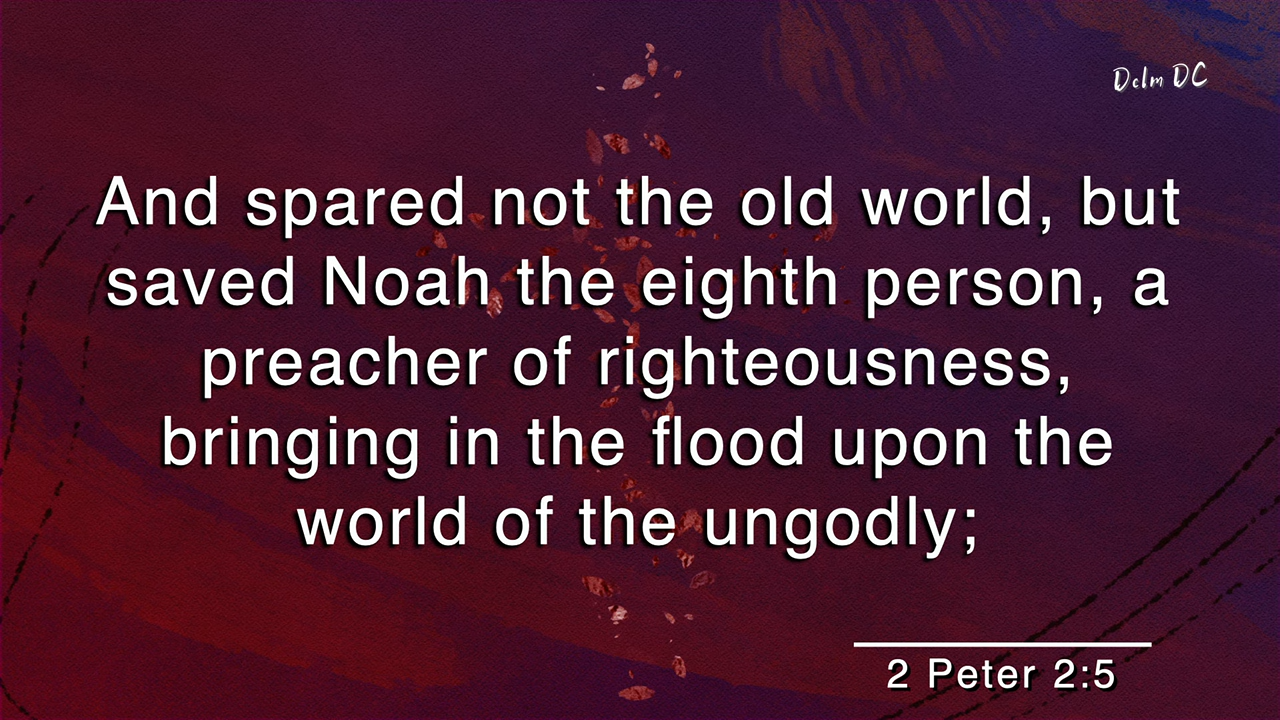 Dclm DC
And spared not the old world, but
saved Noah the eighth person, a
preacher of righteousness,
bringing in the flood upon the
world of the ungodly;
2 Peter 2:5